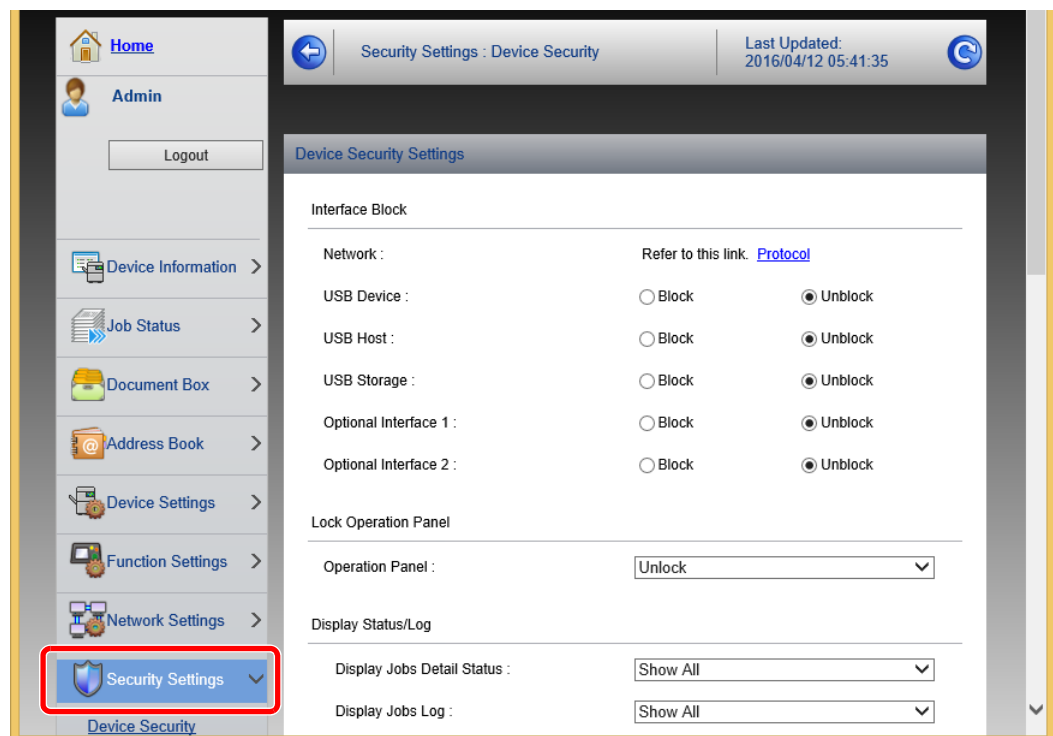 Home
Admin
Logout
Device Information
Job Status
Document Box
Address Book
Device Settings
Function Settings
Network Settings
Security Settings
Device Security
Security Settings : Device Security
Last Updated:
2016/04/12 05:41:35
Device Security Settings
Interface Block
Network : Refer to this link. Protocol
USB Device : Block Unblock
USB Host : Block Unblock
USB Storage : Block Unblock
Optional Interface 1 : Block Unblock
Optional Interface 2 : Block Unblock
Lock Operation Panel
Operation Panel : Unlock
Display Status/Log
Display Jobs Detail Status : Show All
Display Jobs Log : Show All